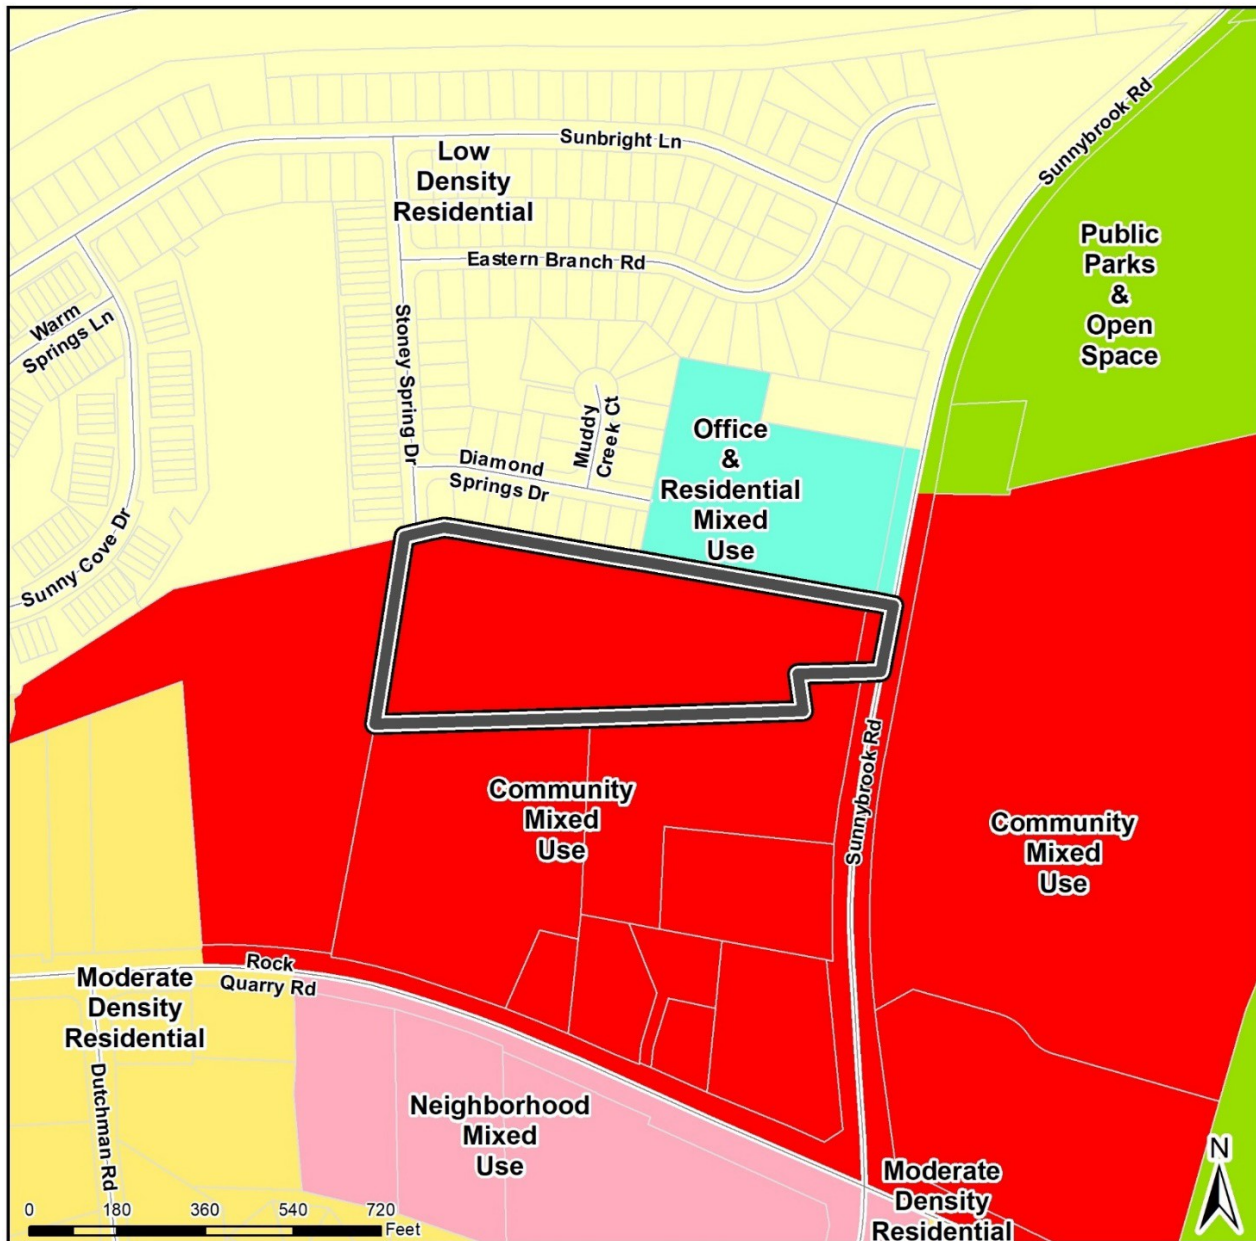 Sunnybrook Rd
Sunbright Ln
Low
Density
Residential
Public
Parks
&
Open
Space
Eastern Branch Rd
Warm
Springs Ln
Stoney Spring Dr
Muddy
Creek Ct
Office
&
Residential
Mixed
Use
Diamond
Springs Dr
Sunny Cove Dr
Community
Mixed
Use
Sunnybrook Rd
Community
Mixed
Use
Rock
Quarry Rd
Moderate
Density
Residential
Dutchman Rd
Neighborhood
Mixed
Use
Moderate
Density
Residential
N
0 180 360 540 720
Feet